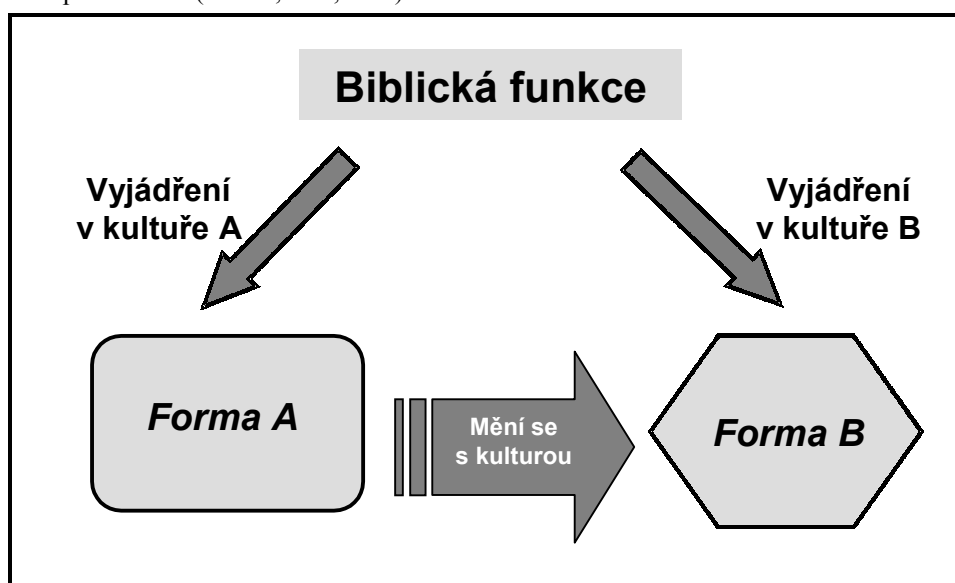 Biblická funkce
Vyjádření
v kultuře A
Vyjádření
v kultuře B
Forma A
Mění se
s kulturou
Forma B